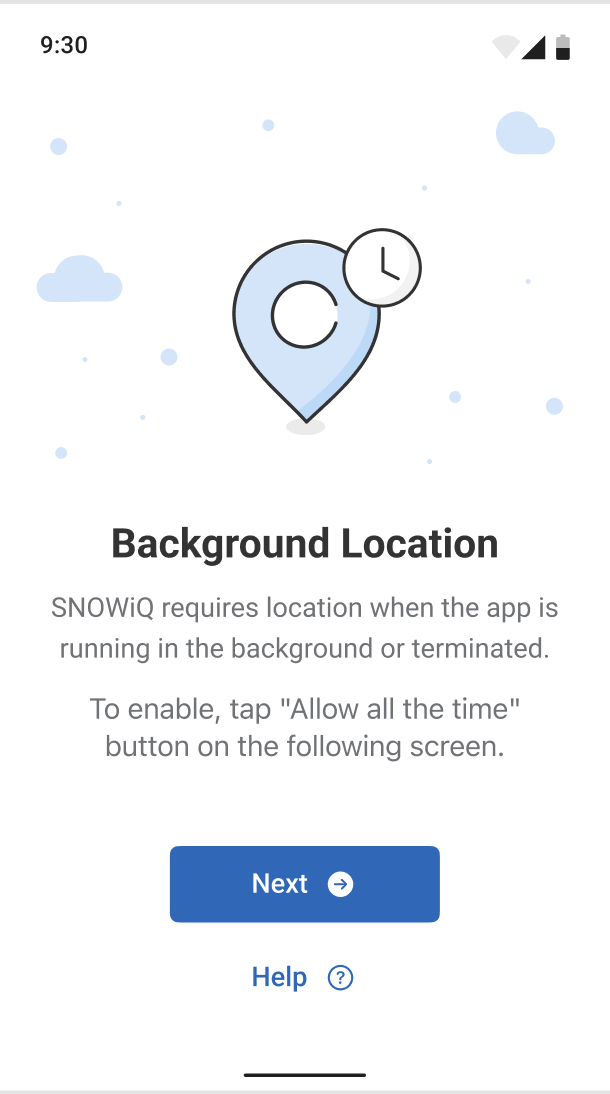 9:30
Background Location
SNOWiQ requires location when the app is
running in the background or terminated.
To enable, tap "Allow all the time"
button on the following screen.
Next
Help ?